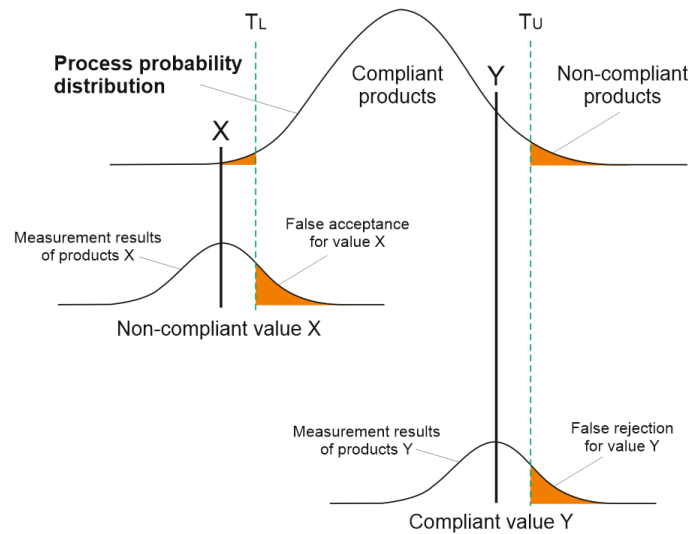 TL
TU
Process probability
distribution
Compliant
products
Y
Non-compliant
products
X
Measurement results
of products X
False acceptance
for value X
Non-compliant value X
Measurement results
of products Y
False rejection
for value Y
Compliant value Y